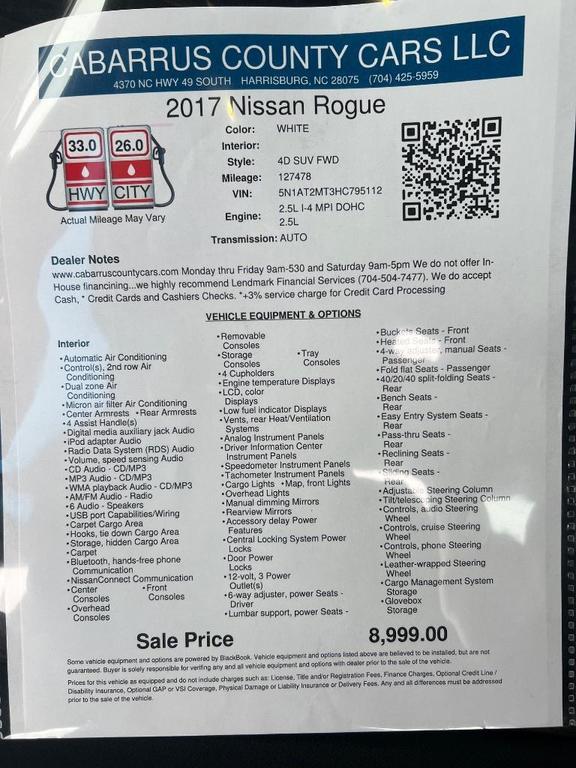 CABARRUS COUNTY CARS LLC
4370 NC HWY 49 SOUTH HARRISBURG, NC 28075 (704) 425-5959
2017 Nissan Rogue
33.0 26.0
HWY CITY
Actual Mileage May Vary
Color: WHITE
Interior:
Style: 4D SUV FWD
Mileage: 127478
VIN: 5N1AT2MT3HC795112
Engine: 2.5L I-4 MPI DOHC
2.5L
Transmission: AUTO
Dealer Notes
www.cabarruscountycars.com Monday thru Friday 9am-530 and Saturday 9am-5pm We do not offer In-
House financining...we highly recommend Lendmark Financial Services (704-504-7477). We do accept
Cash, * Credit Cards and Cashiers Checks. *+3% service charge for Credit Card Processing
VEHICLE EQUIPMENT & OPTIONS
Interior
•Automatic Air Conditioning
•Control(s), 2nd row Air
Conditioning
•Dual zone Air
Conditioning
•Micron air filter Air Conditioning
•Center Armrests •Rear Armrests
•4 Assist Handle(s)
•Digital media auxiliary jack Audio
•iPod adapter Audio
•Radio Data System (RDS) Audio
•Volume, speed sensing Audio
•CD Audio - CD/MP3
•MP3 Audio - CD/MP3
•WMA playback Audio - CD/MP3
•AM/FM Audio - Radio
•6 Audio - Speakers
•USB port Capabilities/Wiring
•Carpet Cargo Area
•Hooks, tie down Cargo Area
•Storage, hidden Cargo Area
•Carpet
•Bluetooth, hands-free phone
Communication
•NissanConnect Communication
•Center Consoles •Front Consoles
•Overhead
Consoles
•Removable
Consoles
•Storage Consoles •Tray Consoles
•4 Cupholders
•Engine temperature Displays
•LCD, color
Displays
•Low fuel indicator Displays
•Vents, rear Heat/Ventilation
Systems
•Analog Instrument Panels
•Driver Information Center
Instrument Panels
•Speedometer Instrument Panels
•Tachometer Instrument Panels
•Cargo Lights •Map, front Lights
•Overhead Lights
•Manual dimming Mirrors
•Rearview Mirrors
•Accessory delay Power
Features
•Central Locking System Power
Locks
•Door Power
Locks
•12-volt, 3 Power
Outlet(s)
•6-way adjuster, power Seats -
Driver
•Lumbar support, power Seats -
•Buckets Seats - Front
•Heated Seats - Front
•4-way adjuster, manual Seats -
Passenger
•Fold flat Seats - Passenger
•40/20/40 split-folding Seats -
Rear
•Bench Seats -
Rear
•Easy Entry System Seats -
Rear
•Pass-thru Seats -
Rear
•Reclining Seats -
Rear
•Sliding Seats -
Rear
•Adjustable Steering Column
•Tilt/telescoping Steering Column
•Controls, audio Steering
Wheel
•Controls, cruise Steering
Wheel
•Controls, phone Steering
Wheel
•Leather-wrapped Steering
Wheel
•Cargo Management System
Storage
•Glovebox
Storage
Sale Price 8,999.00
Some vehicle equipment and options are powered by BlackBook. Vehicle equipment and options listed above are believed to be installed, but are not
guaranteed. Buyer is solely responsible for verifing any and all vehicle equipment and options with dealer prior to the sale of the vehicle.
Prices for this vehicle as equipped and do not include charges such as: License, Title and/or Registration Fees, Finance Charges, Optional Credit Line /
Disability Insurance, Optional GAP or VSI Coverage, Physical Damage or Liability Insurance or Delivery Fees. Any and all differences must be addressed
prior to the sale of the vehicle.